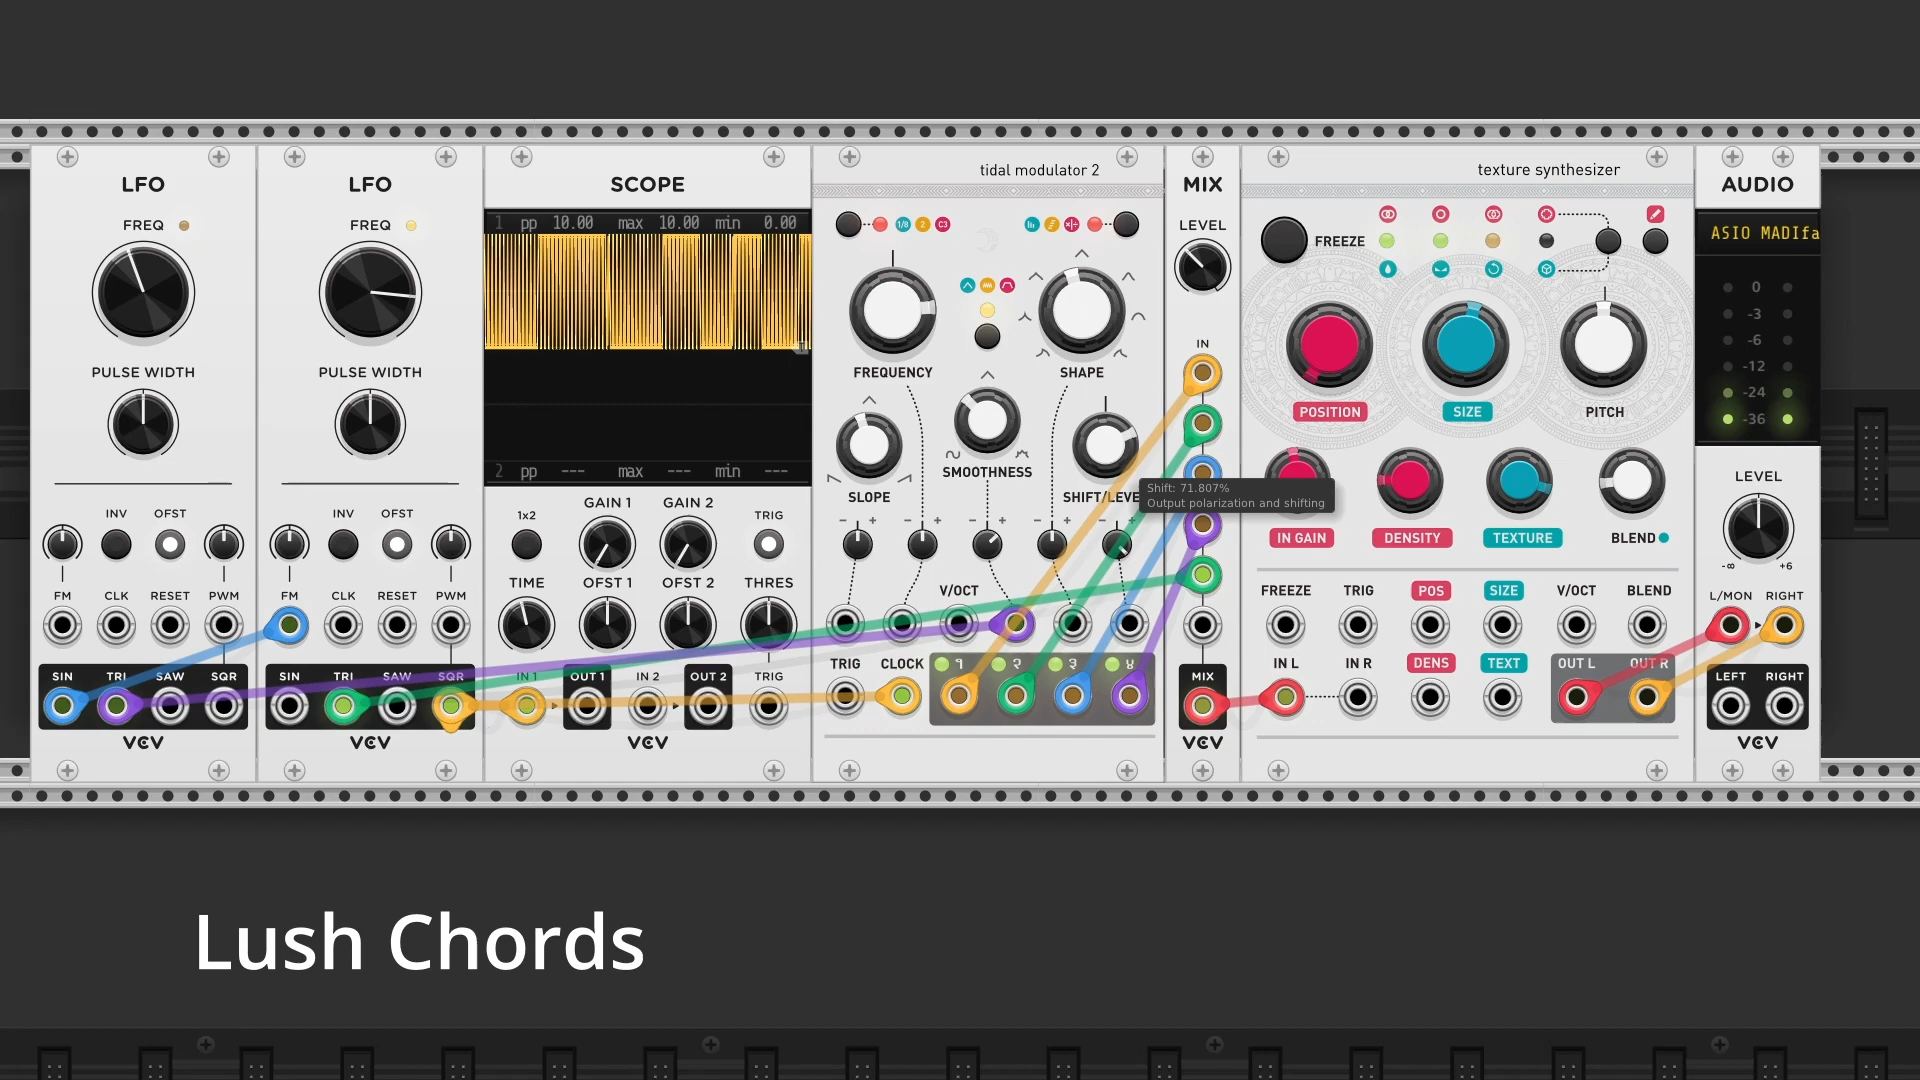 LFO
FREQ
PULSE WIDTH
INV OFST
FM CLK RESET PWM
SIN TRI SAW SQR
VCV
LFO
FREQ
PULSE WIDTH
INV OFST
FM CLK RESET PWM
SIN TRI SAW SQR
VCV
SCOPE
1 pp 10.00 max 10.00 min 0.00
2 pp --- max --- min ---
1x2 GAIN 1 GAIN 2 TRIG
TIME OFST 1 OFST 2 THRES
IN 1 OUT 1 IN 2 OUT 2 TRIG
VCV
tidal modulator 2
1/8 2 C3
FREQUENCY SHAPE
SMOOTHNESS
SLOPE SHIFT/LEVE
− + − + − + − + − +
V/OCT
TRIG CLOCK १ २ ३ ४
MIX
LEVEL
IN
MIX
VCV
Shift: 71.807%
Output polarization and shifting
texture synthesizer
FREEZE
POSITION SIZE PITCH
IN GAIN DENSITY TEXTURE BLEND
FREEZE TRIG POS SIZE V/OCT BLEND
IN L IN R DENS TEXT OUT L OUT R
AUDIO
ASIO MADIfa
0
-3
-6
-12
-24
-36
LEVEL
-∞ +6
L/MON RIGHT
LEFT RIGHT
VCV
Lush Chords